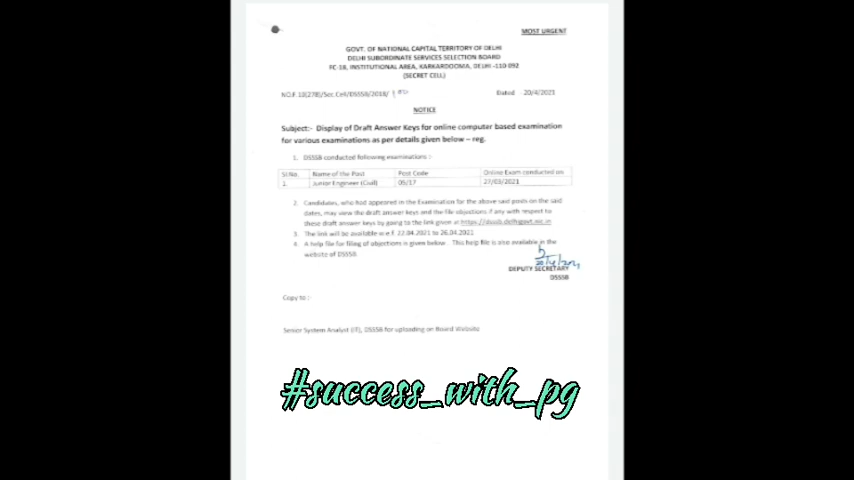 MOST URGENT
GOVT. OF NATIONAL CAPITAL TERRITORY OF DELHI
DELHI SUBORDINATE SERVICES SELECTION BOARD
FC-18, INSTITUTIONAL AREA, KARKARDOOMA, DELHI -110 092
(SECRET CELL)
NO.F.10(278)/Sec.Cell/DSSSB/2018/ Dated 20/4/2021
NOTICE
Subject:- Display of Draft Answer Keys for online computer based examination
for various examinations as per details given below – reg.
1. DSSSB conducted following examinations :
Sl.No. Name of the Post Post Code Online Exam conducted on
1. Junior Engineer (Civil) 05/17 27/03/2021
2. Candidates, who had appeared in the Examination for the above said posts on the said
dates, may view the draft answer keys and the file objections if any with respect to
these draft answer keys by going to the link given at https://dsssb.delhigovt.nic.in
3. The link will be available w.e.f. 22.04.2021 to 26.04.2021
4. A help file for filing of objections is given below . This help file is also available in the
website of DSSSB
DEPUTY SECRETARY
DSSSB
Copy to :-
Senior System Analyst (IT), DSSSB for uploading on Board Website
#success_with_pg